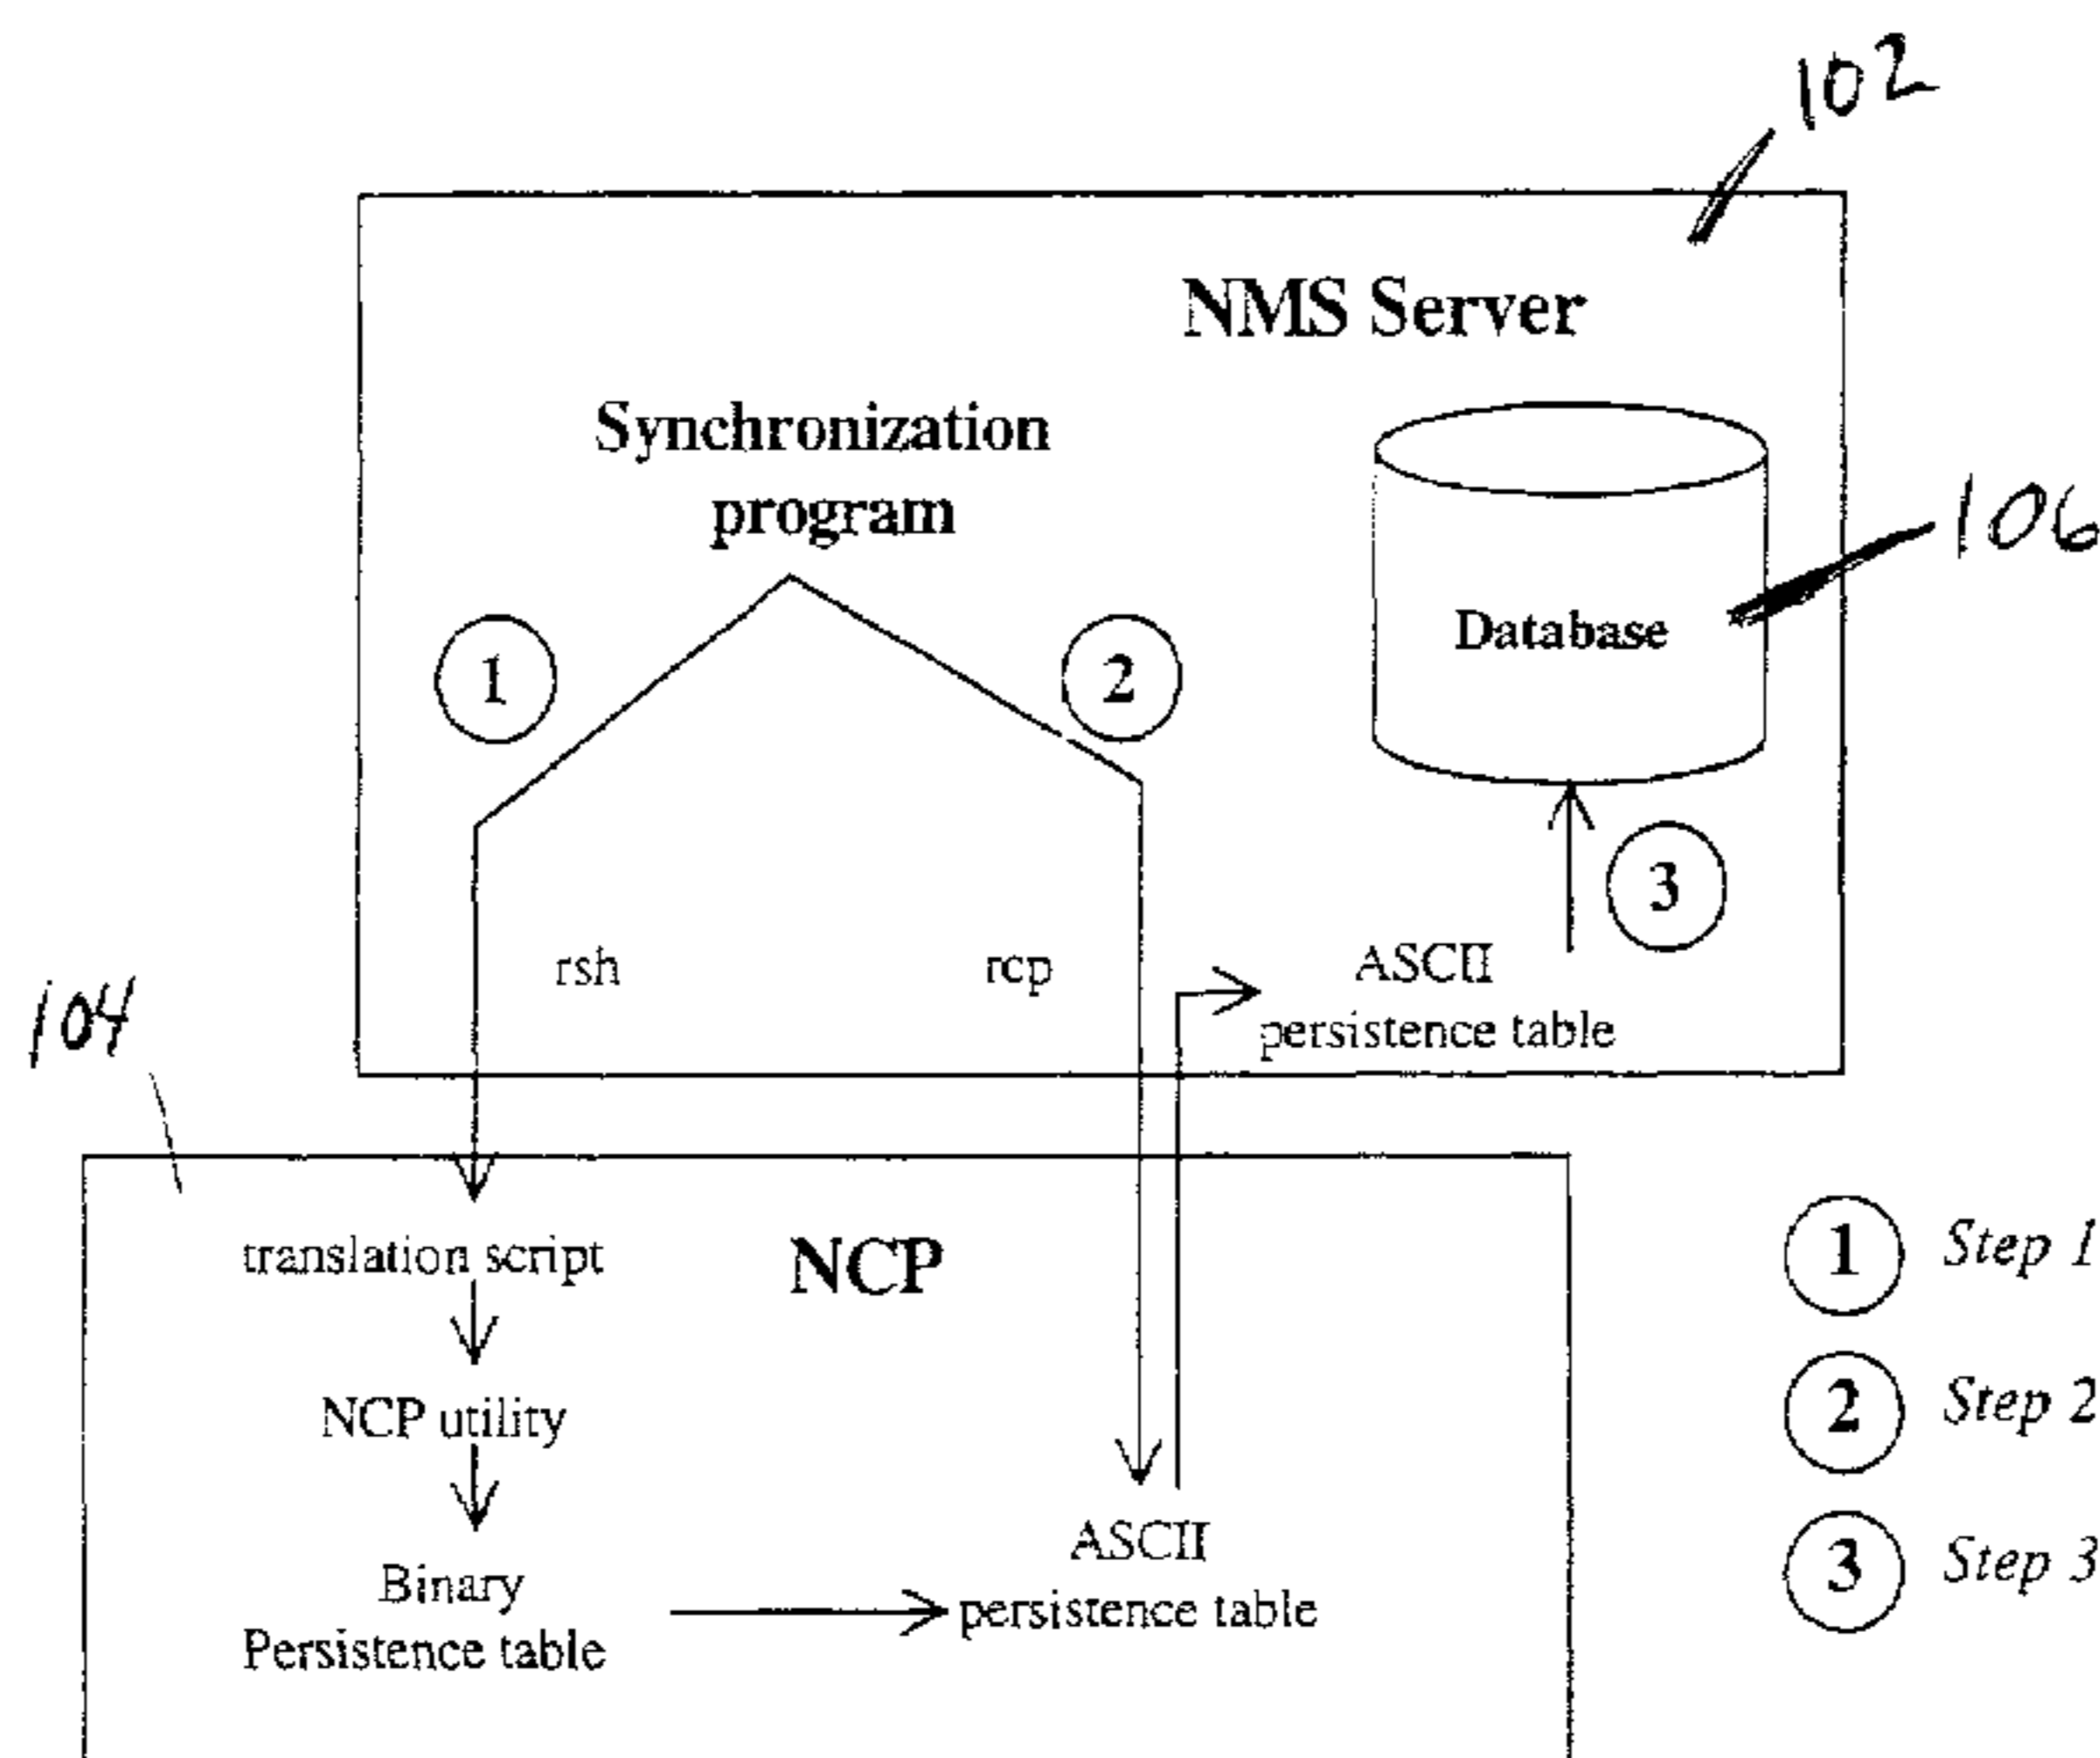 102
NMS Server
Synchronization
program
106
Database
1
2
3
rsh
rcp
ASCII
persistence table
104
translation script
NCP
NCP utility
Binary
Persistence table
ASCII
persistence table
1 Step 1
2 Step 2
3 Step 3